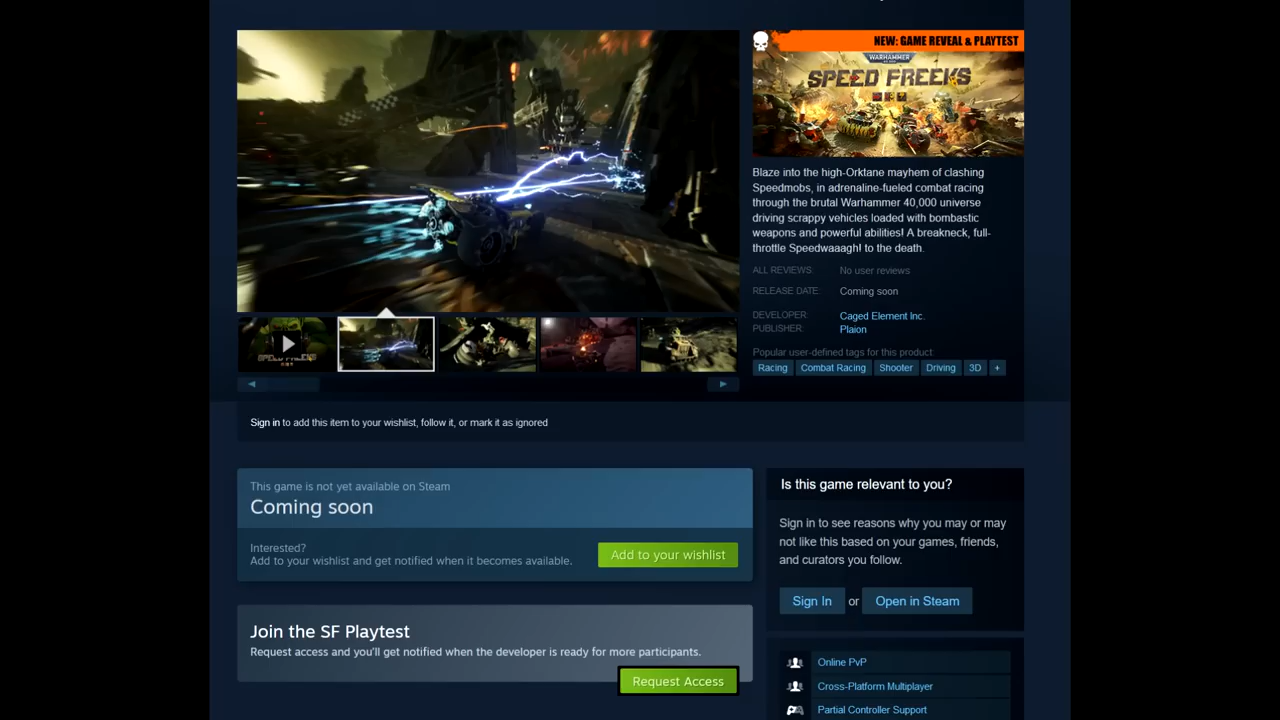 NEW: GAME REVEAL & PLAYTEST
WARHAMMER
SPEED FREEKS
Blaze into the high-Orktane mayhem of clashing
Speedmobs, in adrenaline-fueled combat racing
through the brutal Warhammer 40,000 universe
driving scrappy vehicles loaded with bombastic
weapons and powerful abilities! A breakneck, full-
throttle Speedwaaagh! to the death.
ALL REVIEWS: No user reviews
RELEASE DATE: Coming soon
DEVELOPER: Caged Element Inc.
PUBLISHER: Plaion
Popular user-defined tags for this product:
Racing Combat Racing Shooter Driving 3D +
SPEED FREEKS
Sign in to add this item to your wishlist, follow it, or mark it as ignored
This game is not yet available on Steam
Coming soon
Interested?
Add to your wishlist and get notified when it becomes available.
Add to your wishlist
Join the SF Playtest
Request access and you'll get notified when the developer is ready for more participants.
Request Access
Is this game relevant to you?
Sign in to see reasons why you may or may
not like this based on your games, friends,
and curators you follow.
Sign In or Open in Steam
Online PvP
Cross-Platform Multiplayer
Partial Controller Support